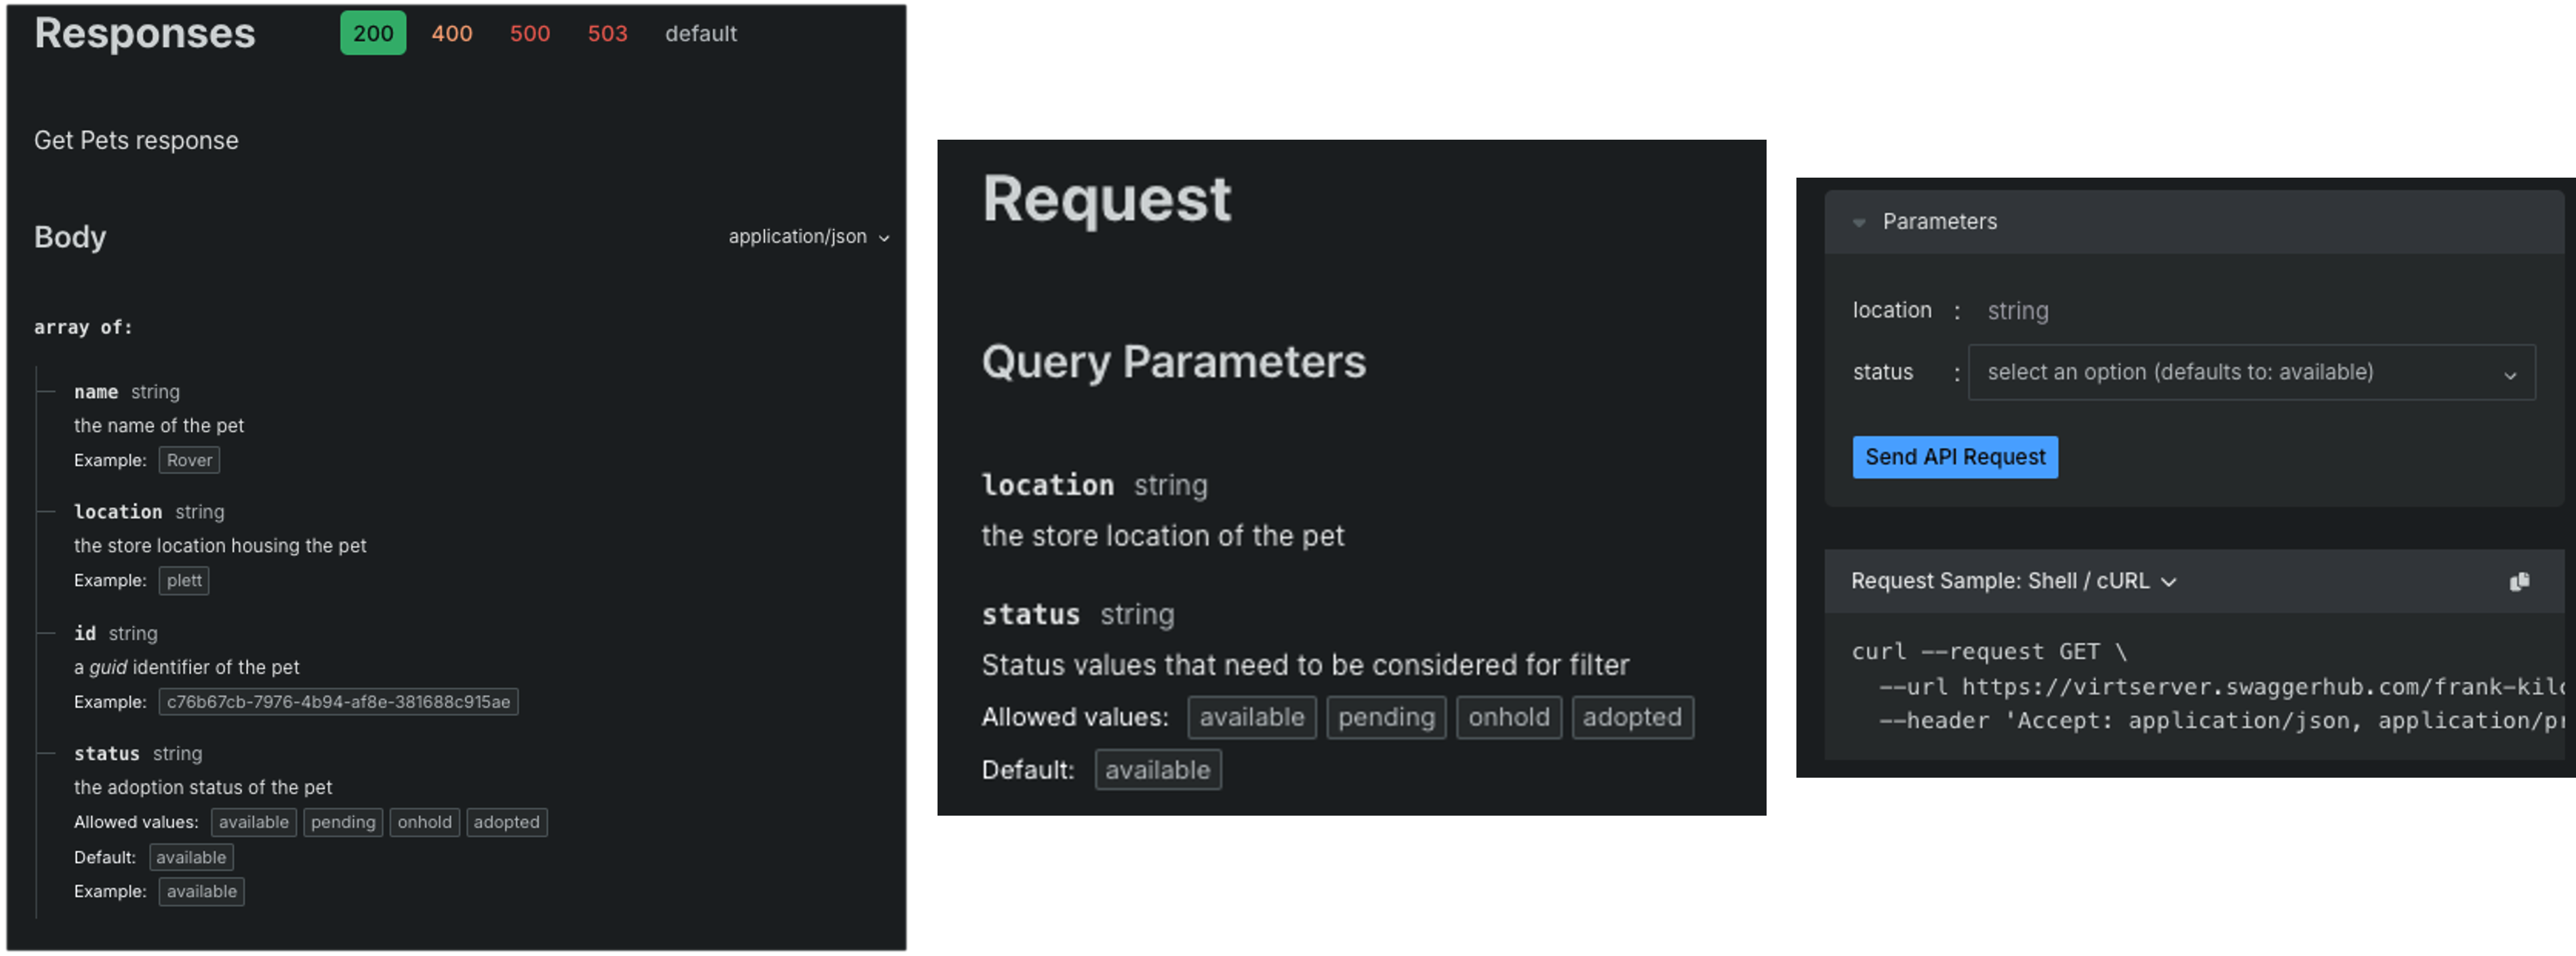 Responses 200 400 500 503 default
Get Pets response
Body application/json
array of:
name string
the name of the pet
Example: Rover
location string
the store location housing the pet
Example: plett
id string
a guid identifier of the pet
Example: c76b67cb-7976-4b94-af8e-381688c915ae
status string
the adoption status of the pet
Allowed values: available pending onhold adopted
Default: available
Example: available
Request
Query Parameters
location string
the store location of the pet
status string
Status values that need to be considered for filter
Allowed values: available pending onhold adopted
Default: available
Parameters
location : string
status : select an option (defaults to: available)
Send API Request
Request Sample: Shell / cURL
curl --request GET \
--url https://virtserver.swaggerhub.com/frank-kil
--header 'Accept: application/json, application/p